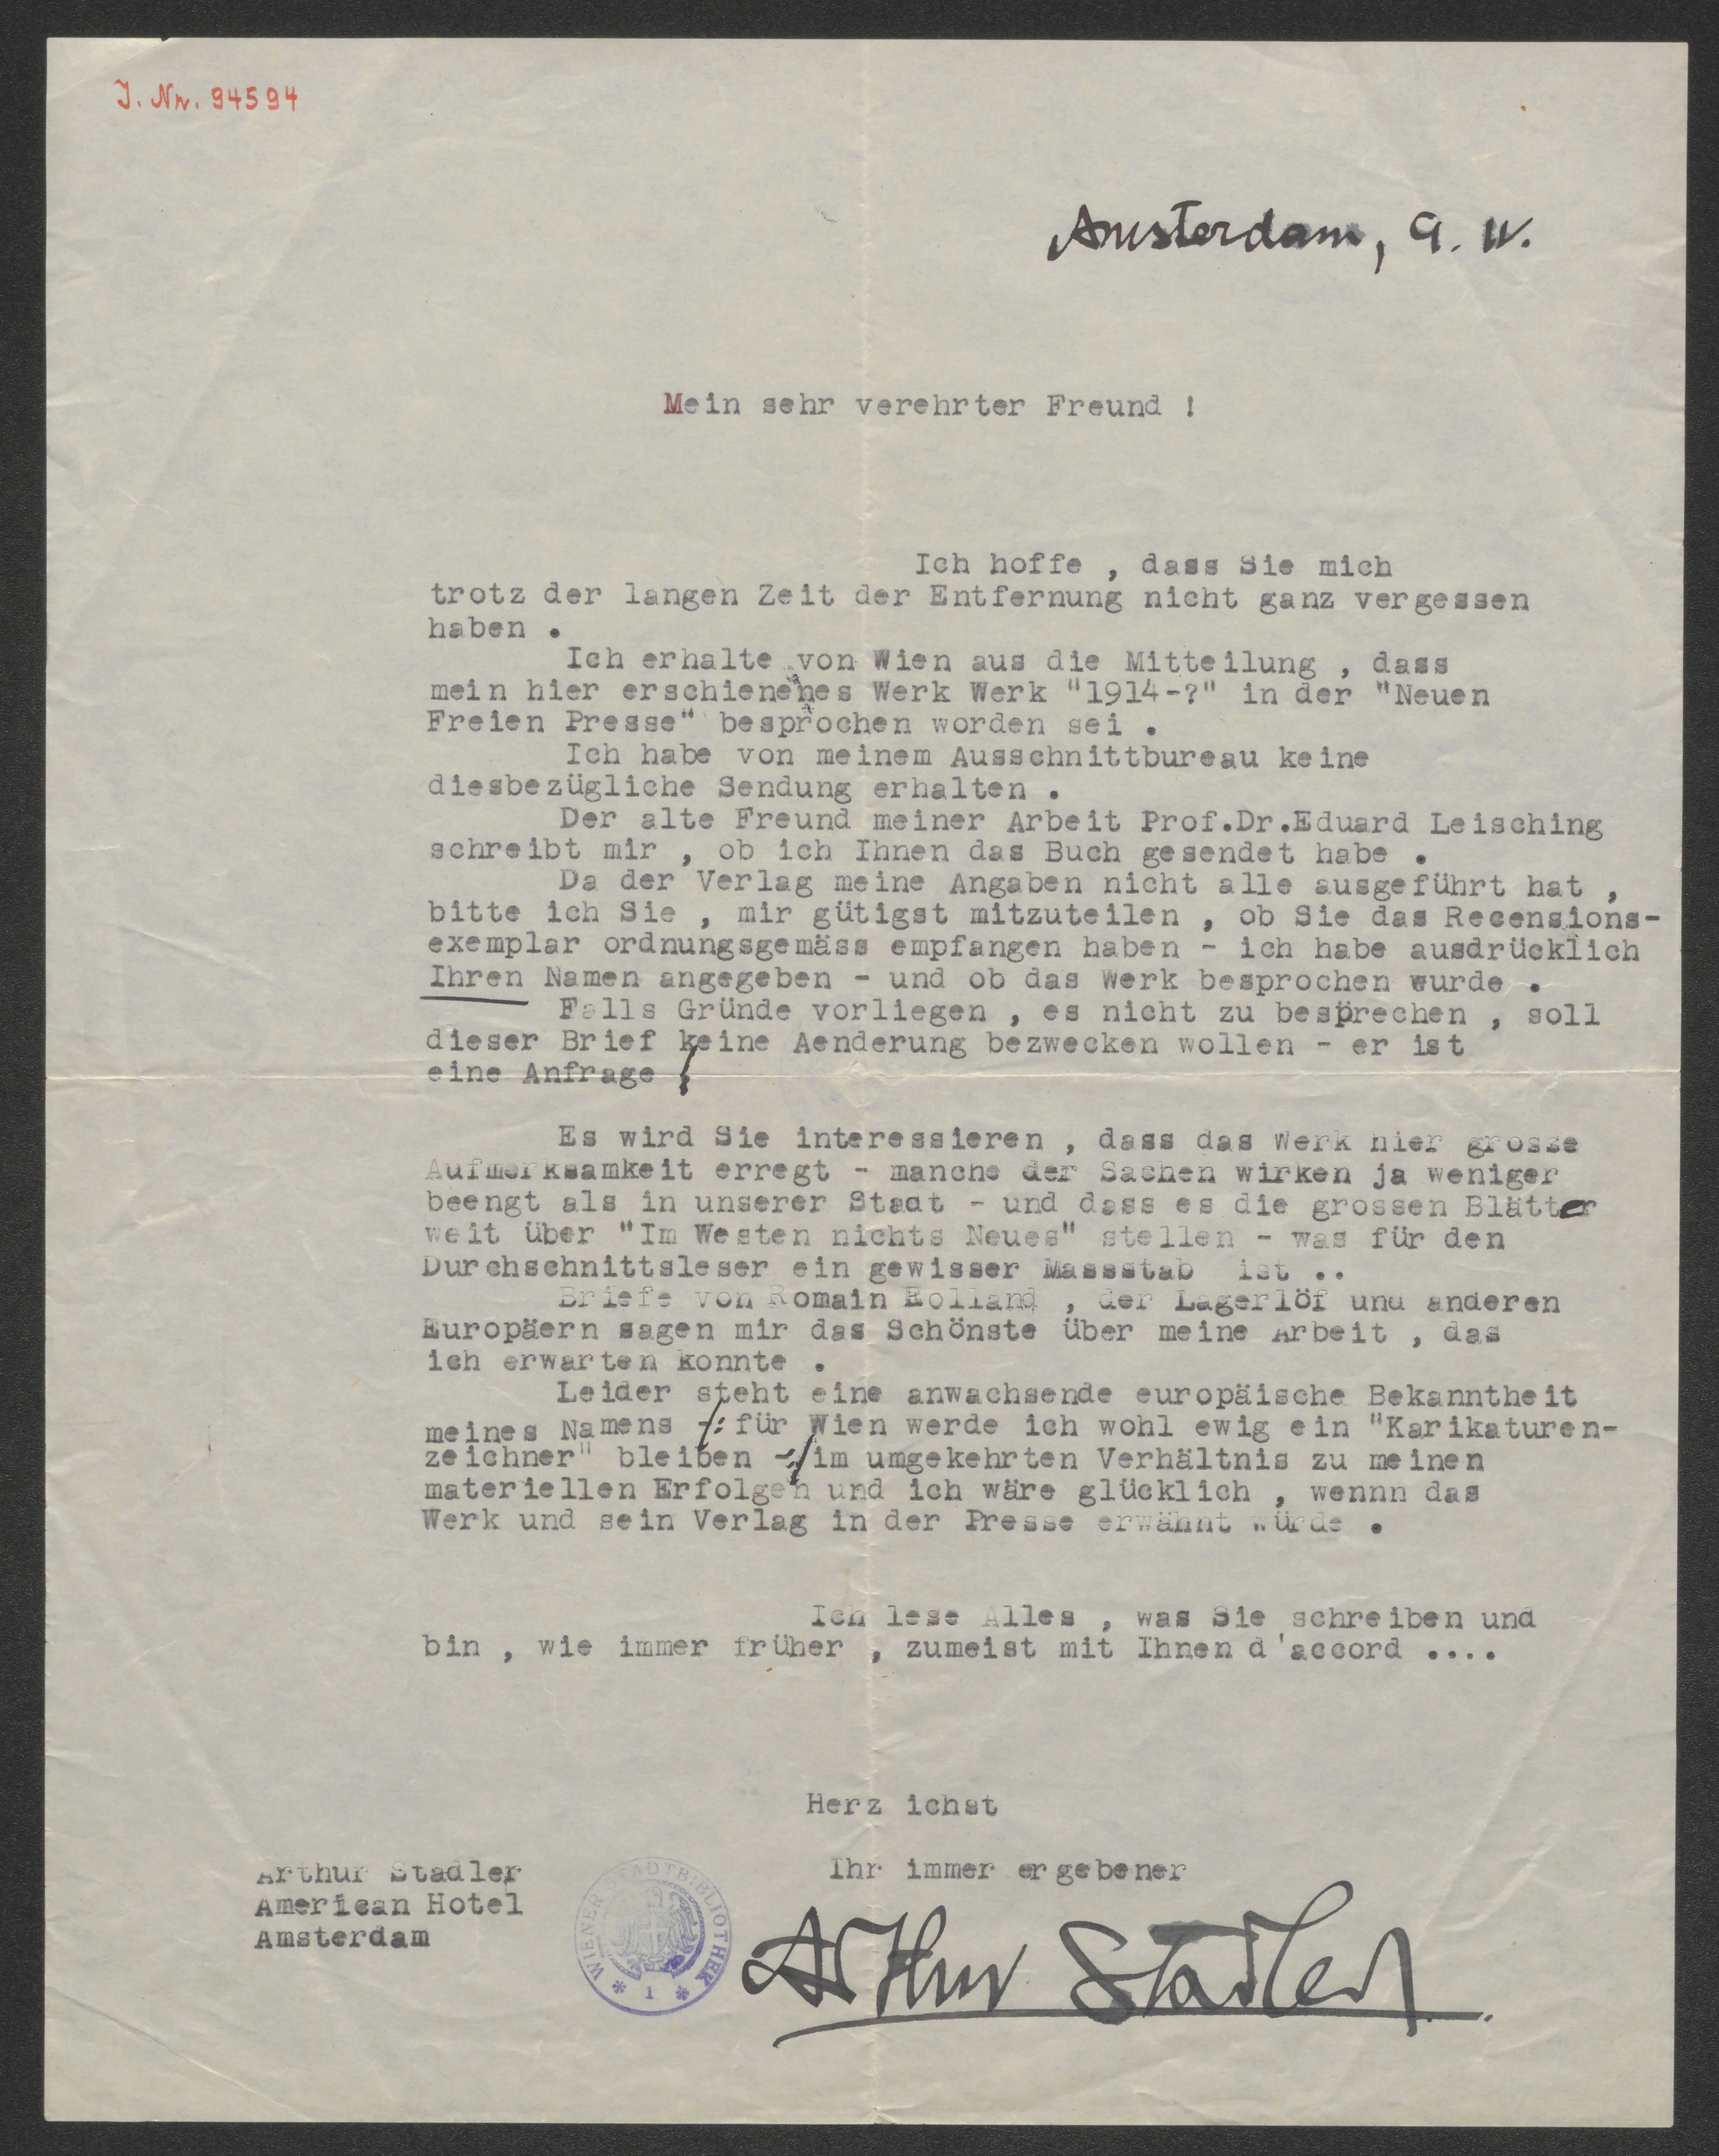 J. Nr. 94594
Amsterdam, 9. IV.
Mein sehr verehrter Freund !
Ich hoffe , dass Sie mich
trotz der langen Zeit der Entfernung nicht ganz vergessen
haben .
Ich erhalte von Wien aus die Mitteilung , dass
mein hier erschienenes Werk Werk "1914-?" in der "Neuen
Freien Presse" besprochen worden sei .
Ich habe von meinem Ausschnittbureau keine
diesbezügliche Sendung erhalten .
Der alte Freund meiner Arbeit Prof.Dr.Eduard Leisching
schreibt mir , ob ich Ihnen das Buch gesendet habe .
Da der Verlag meine Angaben nicht alle ausgeführt hat ,
bitte ich Sie , mir gütigst mitzuteilen , ob Sie das Recensions-
exemplar ordnungsgemäss empfangen haben - ich habe ausdrücklich
Ihren Namen angegeben - und ob das Werk besprochen wurde .
Falls Gründe vorliegen , es nicht zu besprechen , soll
dieser Brief keine Aenderung bezwecken wollen - er ist
eine Anfrage !
Es wird Sie interessieren , dass das Werk hier grosse
Aufmerksamkeit erregt - manche der Sachen wirken ja weniger
beengt als in unserer Stadt - und dass es die grossen Blätter
weit über "Im Westen nichts Neues" stellen - was für den
Durchschnittsleser ein gewisser Massstab ist ..
Briefe von Romain Rolland , der Lagerlöf und anderen
Europäern sagen mir das Schönste über meine Arbeit , das
ich erwarten konnte .
Leider steht eine anwachsende europäische Bekanntheit
meines Namens /: für Wien werde ich wohl ewig ein "Karikaturen-
zeichner" bleiben :/ im umgekehrten Verhältnis zu meinen
materiellen Erfolgen und ich wäre glücklich , wennn das
Werk und sein Verlag in der Presse erwähnt würde .
Ich lese Alles , was Sie schreiben und
bin , wie immer früher , zumeist mit Ihnen d'accord ....
Herz ichst
Ihr immer ergebener
Arthur Stadler
American Hotel
Amsterdam
WIENER STADTBIBLIOTHEK
* 1 *
Arthur Stadler.